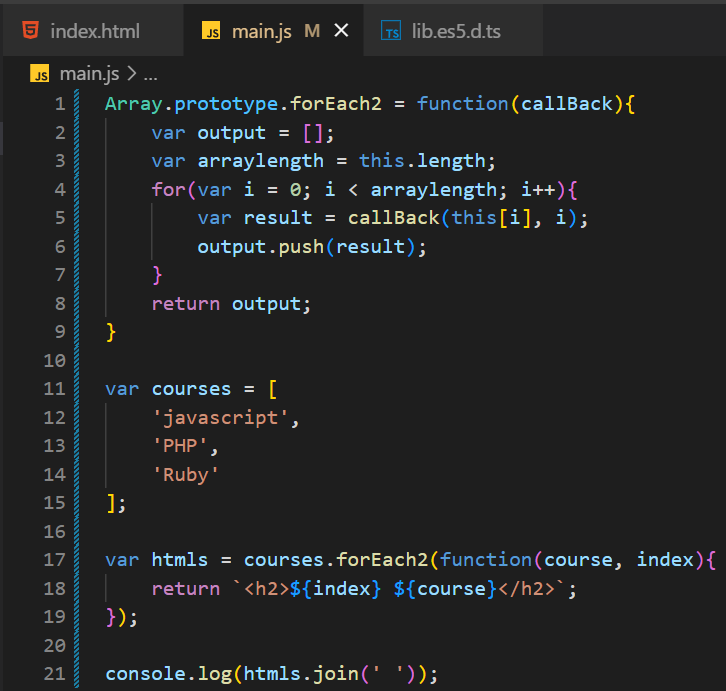 index.html JS main.js M TS lib.es5.d.ts
JS main.js > ...
1 Array.prototype.forEach2 = function(callBack){
2     var output = [];
3     var arraylength = this.length;
4     for(var i = 0; i < arraylength; i++){
5         var result = callBack(this[i], i);
6         output.push(result);
7     }
8     return output;
9 }
10
11 var courses = [
12     'javascript',
13     'PHP',
14     'Ruby'
15 ];
16
17 var htmls = courses.forEach2(function(course, index){
18     return `<h2>${index} ${course}</h2>`;
19 });
20
21 console.log(htmls.join(' '));